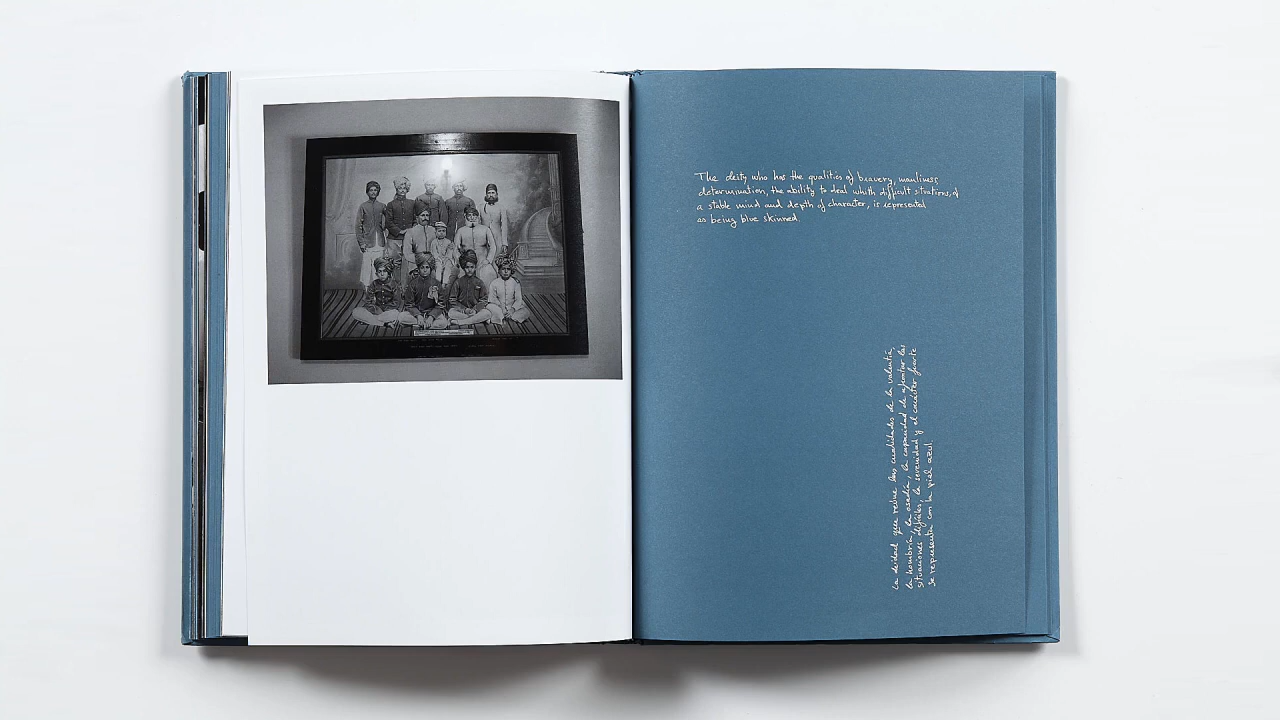 The deity who has the qualities of bravery, manliness,
determination, the ability to deal whith difficult sitvations, of
a stable mind and depth of character, is represented
as being blue skinned.
La deidad que reúne las cualidades de la valentía,
la hombría, la osadía, la capacidad de afrontar las
situaciones difíciles, la serenidad y el carácter fuerte
se representa con la piel azul.